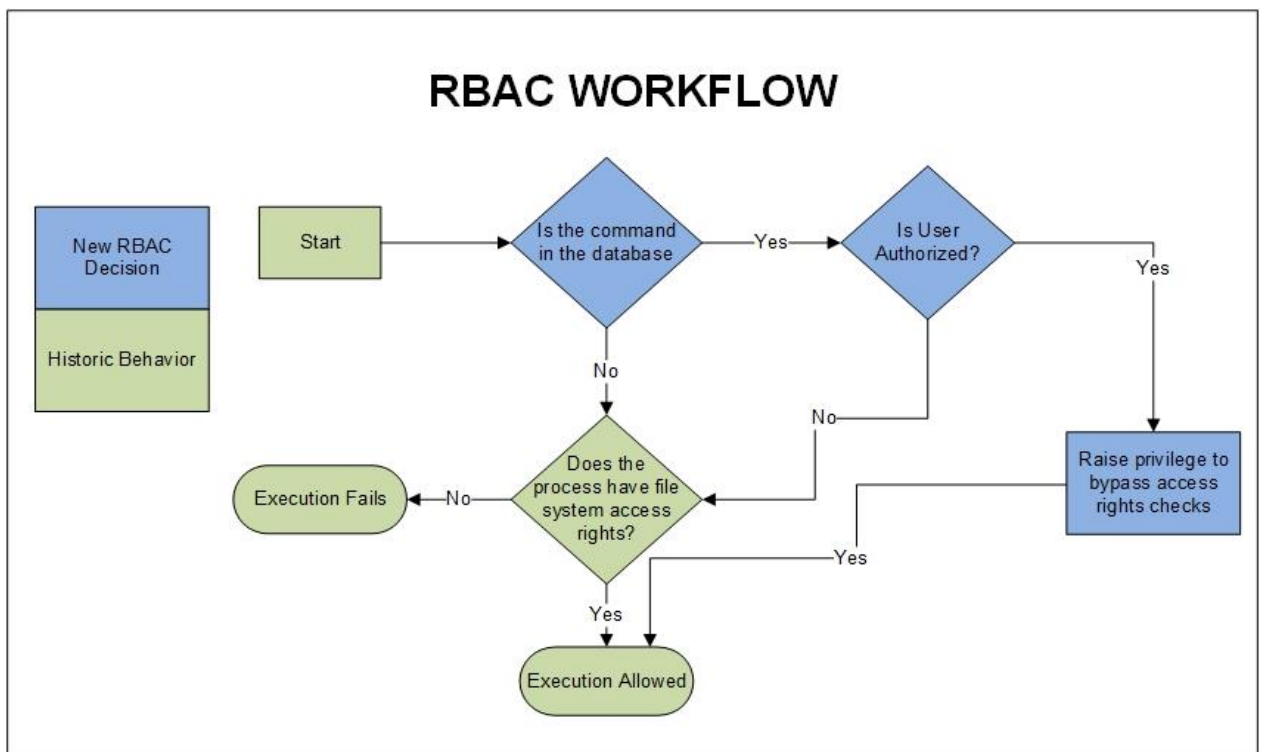 RBAC WORKFLOW
New RBAC
Decision
Historic Behavior
Start
Is the command
in the database
Yes
Is User
Authorized?
Yes
No
No
Does the
process have file
system access
rights?
No
Execution Fails
Raise privilege to
bypass access
rights checks
Yes
Yes
Execution Allowed